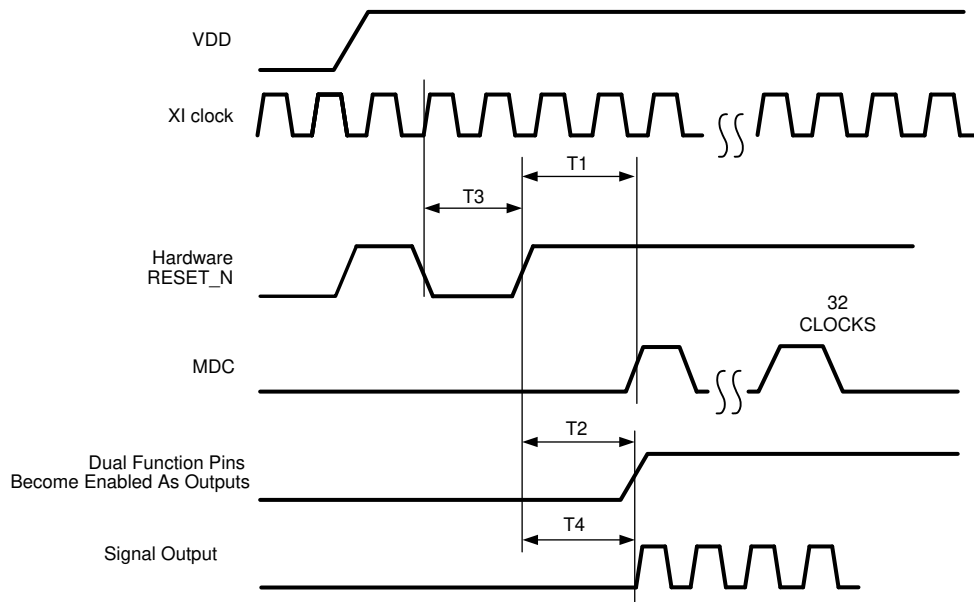 VDD
XI clock
T1
T3
Hardware
RESET_N
32
CLOCKS
MDC
T2
Dual Function Pins
Become Enabled As Outputs
T4
Signal Output